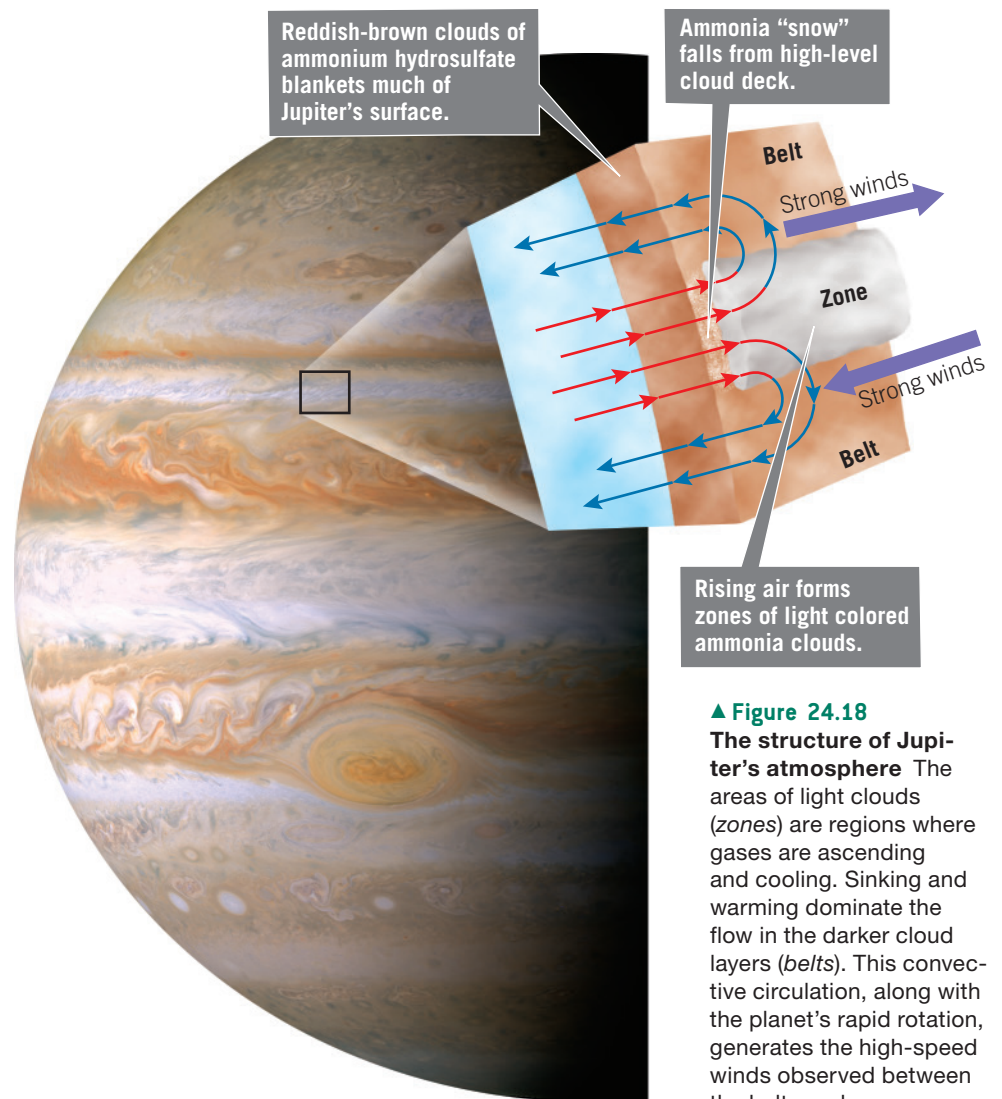 Reddish-brown clouds of
ammonium hydrosulfate
blankets much of
Jupiter's surface.
Ammonia “snow”
falls from high-level
cloud deck.
Belt
Strong winds
Zone
Strong winds
Belt
Rising air forms
zones of light colored
ammonia clouds.
▲ Figure 24.18
The structure of Jupi-
ter's atmosphere The
areas of light clouds
(zones) are regions where
gases are ascending
and cooling. Sinking and
warming dominate the
flow in the darker cloud
layers (belts). This convec-
tive circulation, along with
the planet's rapid rotation,
generates the high-speed
winds observed between